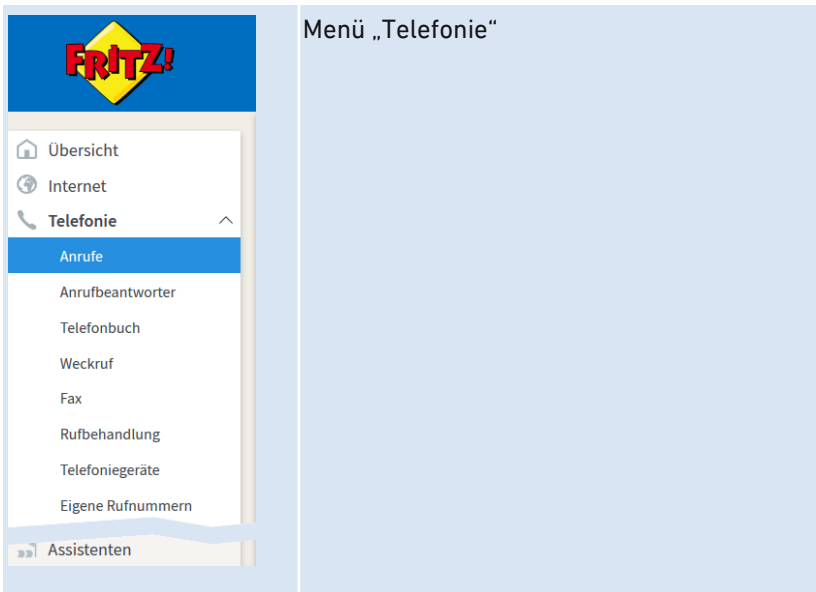 FRITZ!
Menü „Telefonie“
Übersicht
Internet
Telefonie
Anrufe
Anrufbeantworter
Telefonbuch
Weckruf
Fax
Rufbehandlung
Telefoniegeräte
Eigene Rufnummern
Assistenten